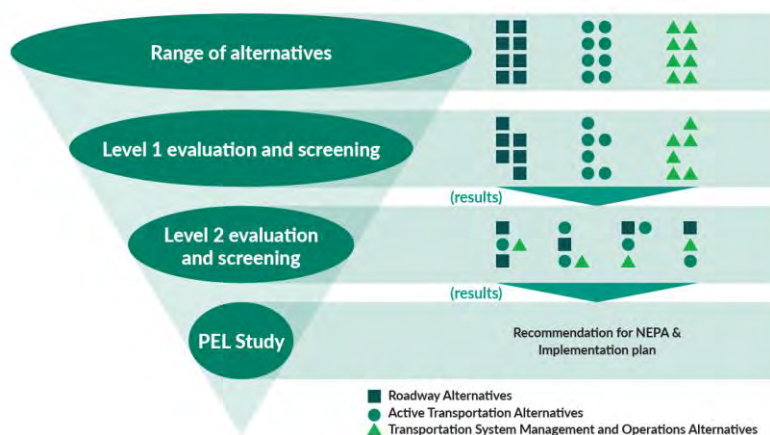 Range of alternatives
Level 1 evaluation and screening
(results)
Level 2 evaluation
and screening
(results)
PEL Study
Recommendation for NEPA &
Implementation plan
Roadway Alternatives
Active Transportation Alternatives
Transportation System Management and Operations Alternatives